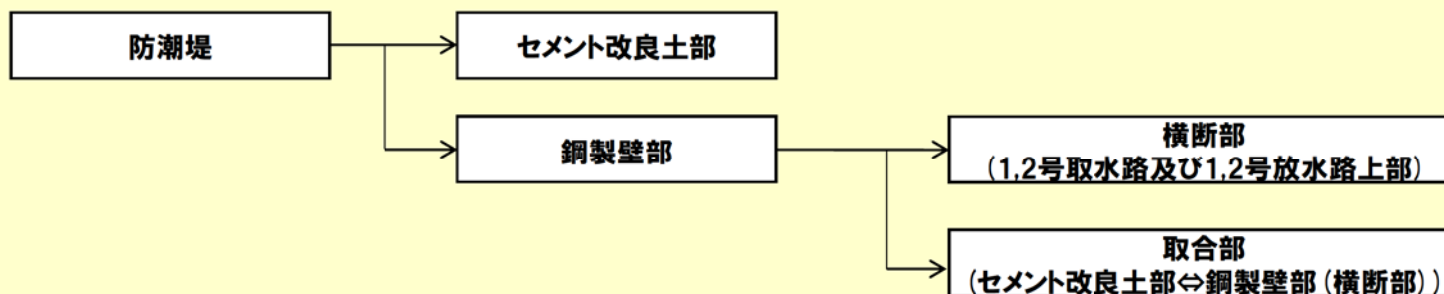 防潮堤
セメント改良土部
鋼製壁部
横断部
（1,2号取水路及び1,2号放水路上部）
取合部
（セメント改良土部⇔鋼製壁部（横断部））